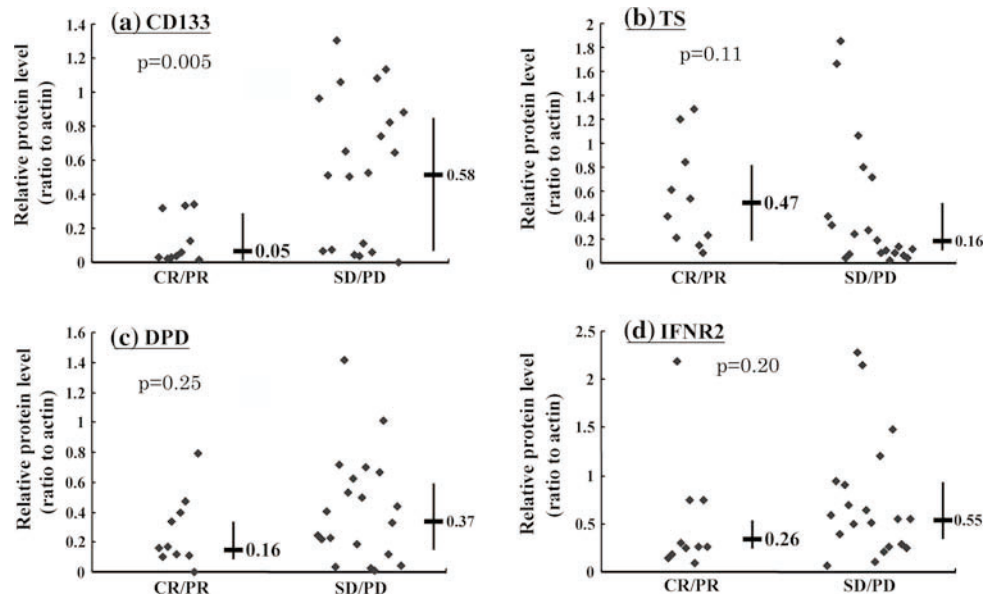 (a) CD133
p=0.005
Relative protein level
(ratio to actin)
1.4
1.2
1
0.8
0.6
0.4
0.2
0
0.05
0.58
CR/PR
SD/PD
(b) TS
p=0.11
Relative protein level
(ratio to actin)
2
1.8
1.6
1.4
1.2
1
0.8
0.6
0.4
0.2
0
0.47
0.16
CR/PR
SD/PD
(c) DPD
p=0.25
Relative protein level
(ratio to actin)
1.6
1.4
1.2
1
0.8
0.6
0.4
0.2
0
0.16
0.37
CR/PR
SD/PD
(d) IFNR2
p=0.20
Relative protein level
(ratio to actin)
2.5
2
1.5
1
0.5
0
0.26
0.55
CR/PR
SD/PD